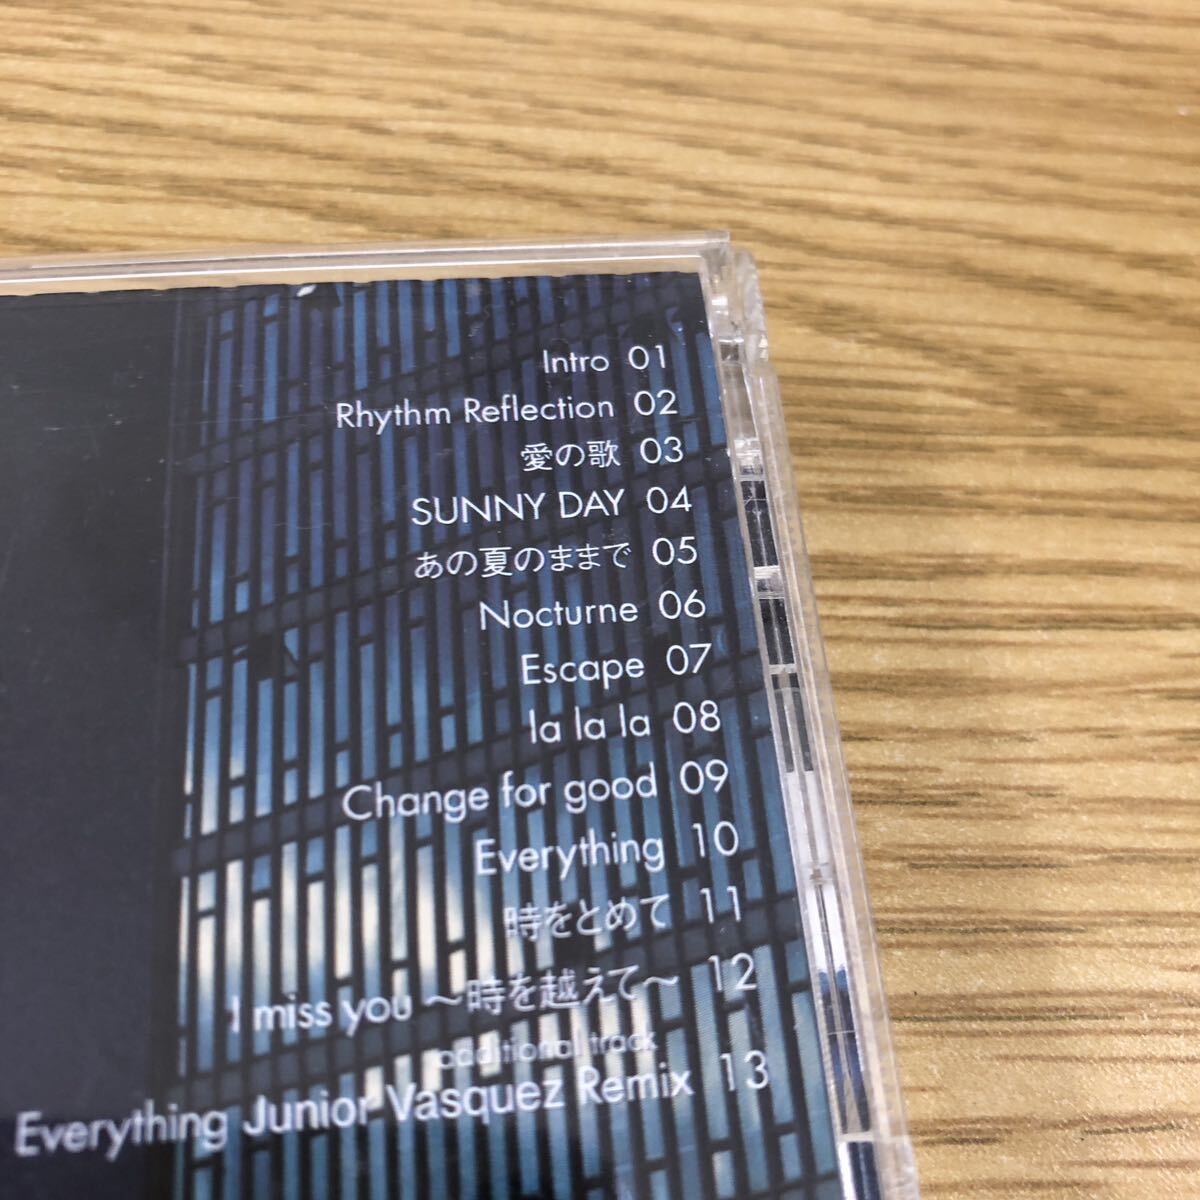 Intro 01
Rhythm Reflection 02
愛の歌 03
SUNNY DAY 04
あの夏のままで 05
Nocturne 06
Escape 07
la la la 08
Change for good 09
Everything 10
時をとめて 11
I miss you ～時を越えて～ 12
additional track
Everything Junior Vasquez Remix 13